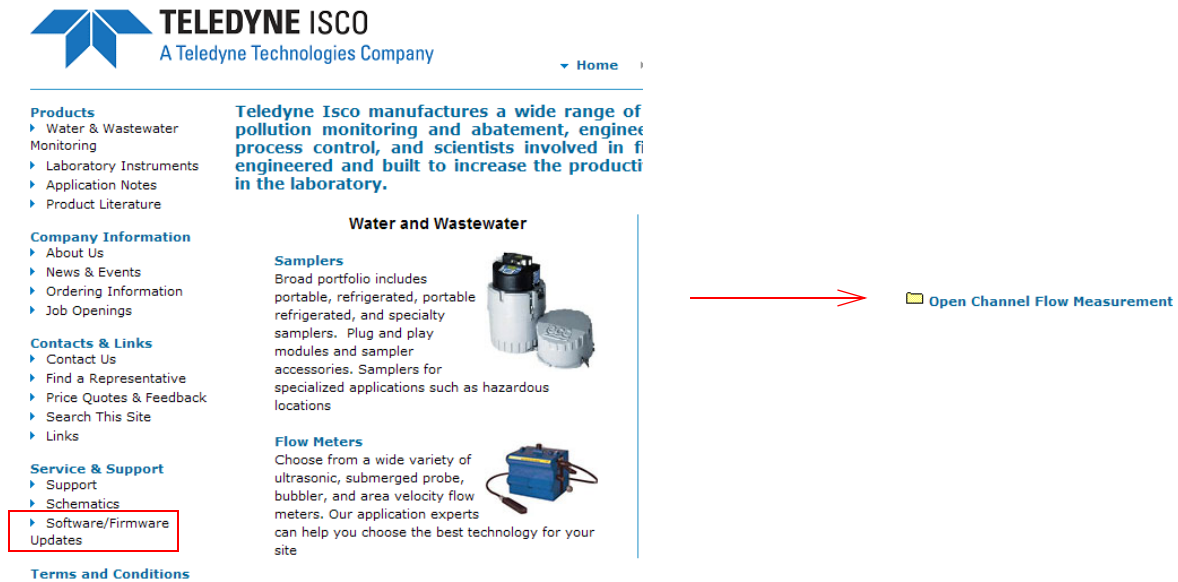 TELEDYNE ISCO
A Teledyne Technologies Company
Home
Products
Water & Wastewater
Monitoring
Laboratory Instruments
Application Notes
Product Literature
Company Information
About Us
News & Events
Ordering Information
Job Openings
Contacts & Links
Contact Us
Find a Representative
Price Quotes & Feedback
Search This Site
Links
Service & Support
Support
Schematics
Software/Firmware
Updates
Terms and Conditions
Teledyne Isco manufactures a wide range of
pollution monitoring and abatement,
process control, and scientists involved in
engineered and built to increase the
in the laboratory.
Water and Wastewater
Samplers
Broad portfolio includes
portable, refrigerated, portable
refrigerated, and specialty
samplers. Plug and play
modules and sampler
accessories. Samplers for
specialized applications such as hazardous
locations
Flow Meters
Choose from a wide variety of
ultrasonic, submerged probe,
bubbler, and area velocity flow
meters. Our application experts
can help you choose the best technology for your
site
Open Channel Flow Measurement